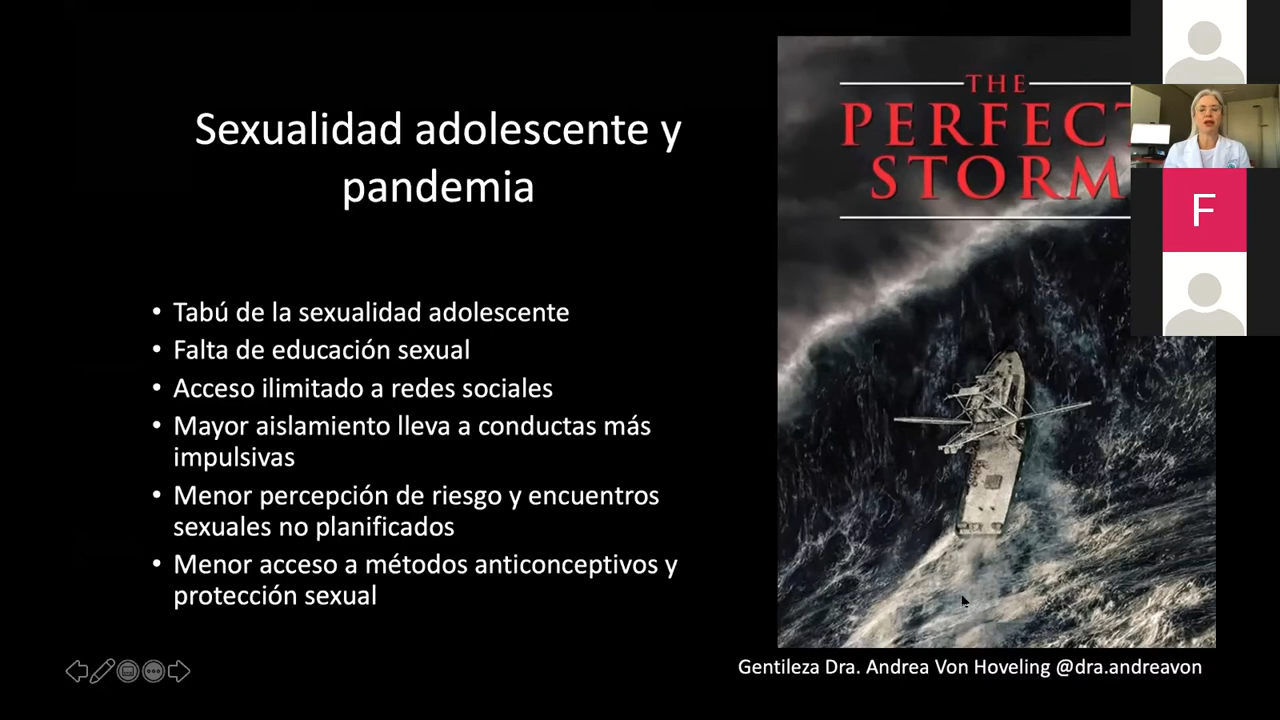 Sexualidad adolescente y
pandemia
• Tabú de la sexualidad adolescente
• Falta de educación sexual
• Acceso ilimitado a redes sociales
• Mayor aislamiento lleva a conductas más
impulsivas
• Menor percepción de riesgo y encuentros
sexuales no planificados
• Menor acceso a métodos anticonceptivos y
protección sexual
THE
PERFECT
STORM
F
Gentileza Dra. Andrea Von Hoveling @dra.andreavon